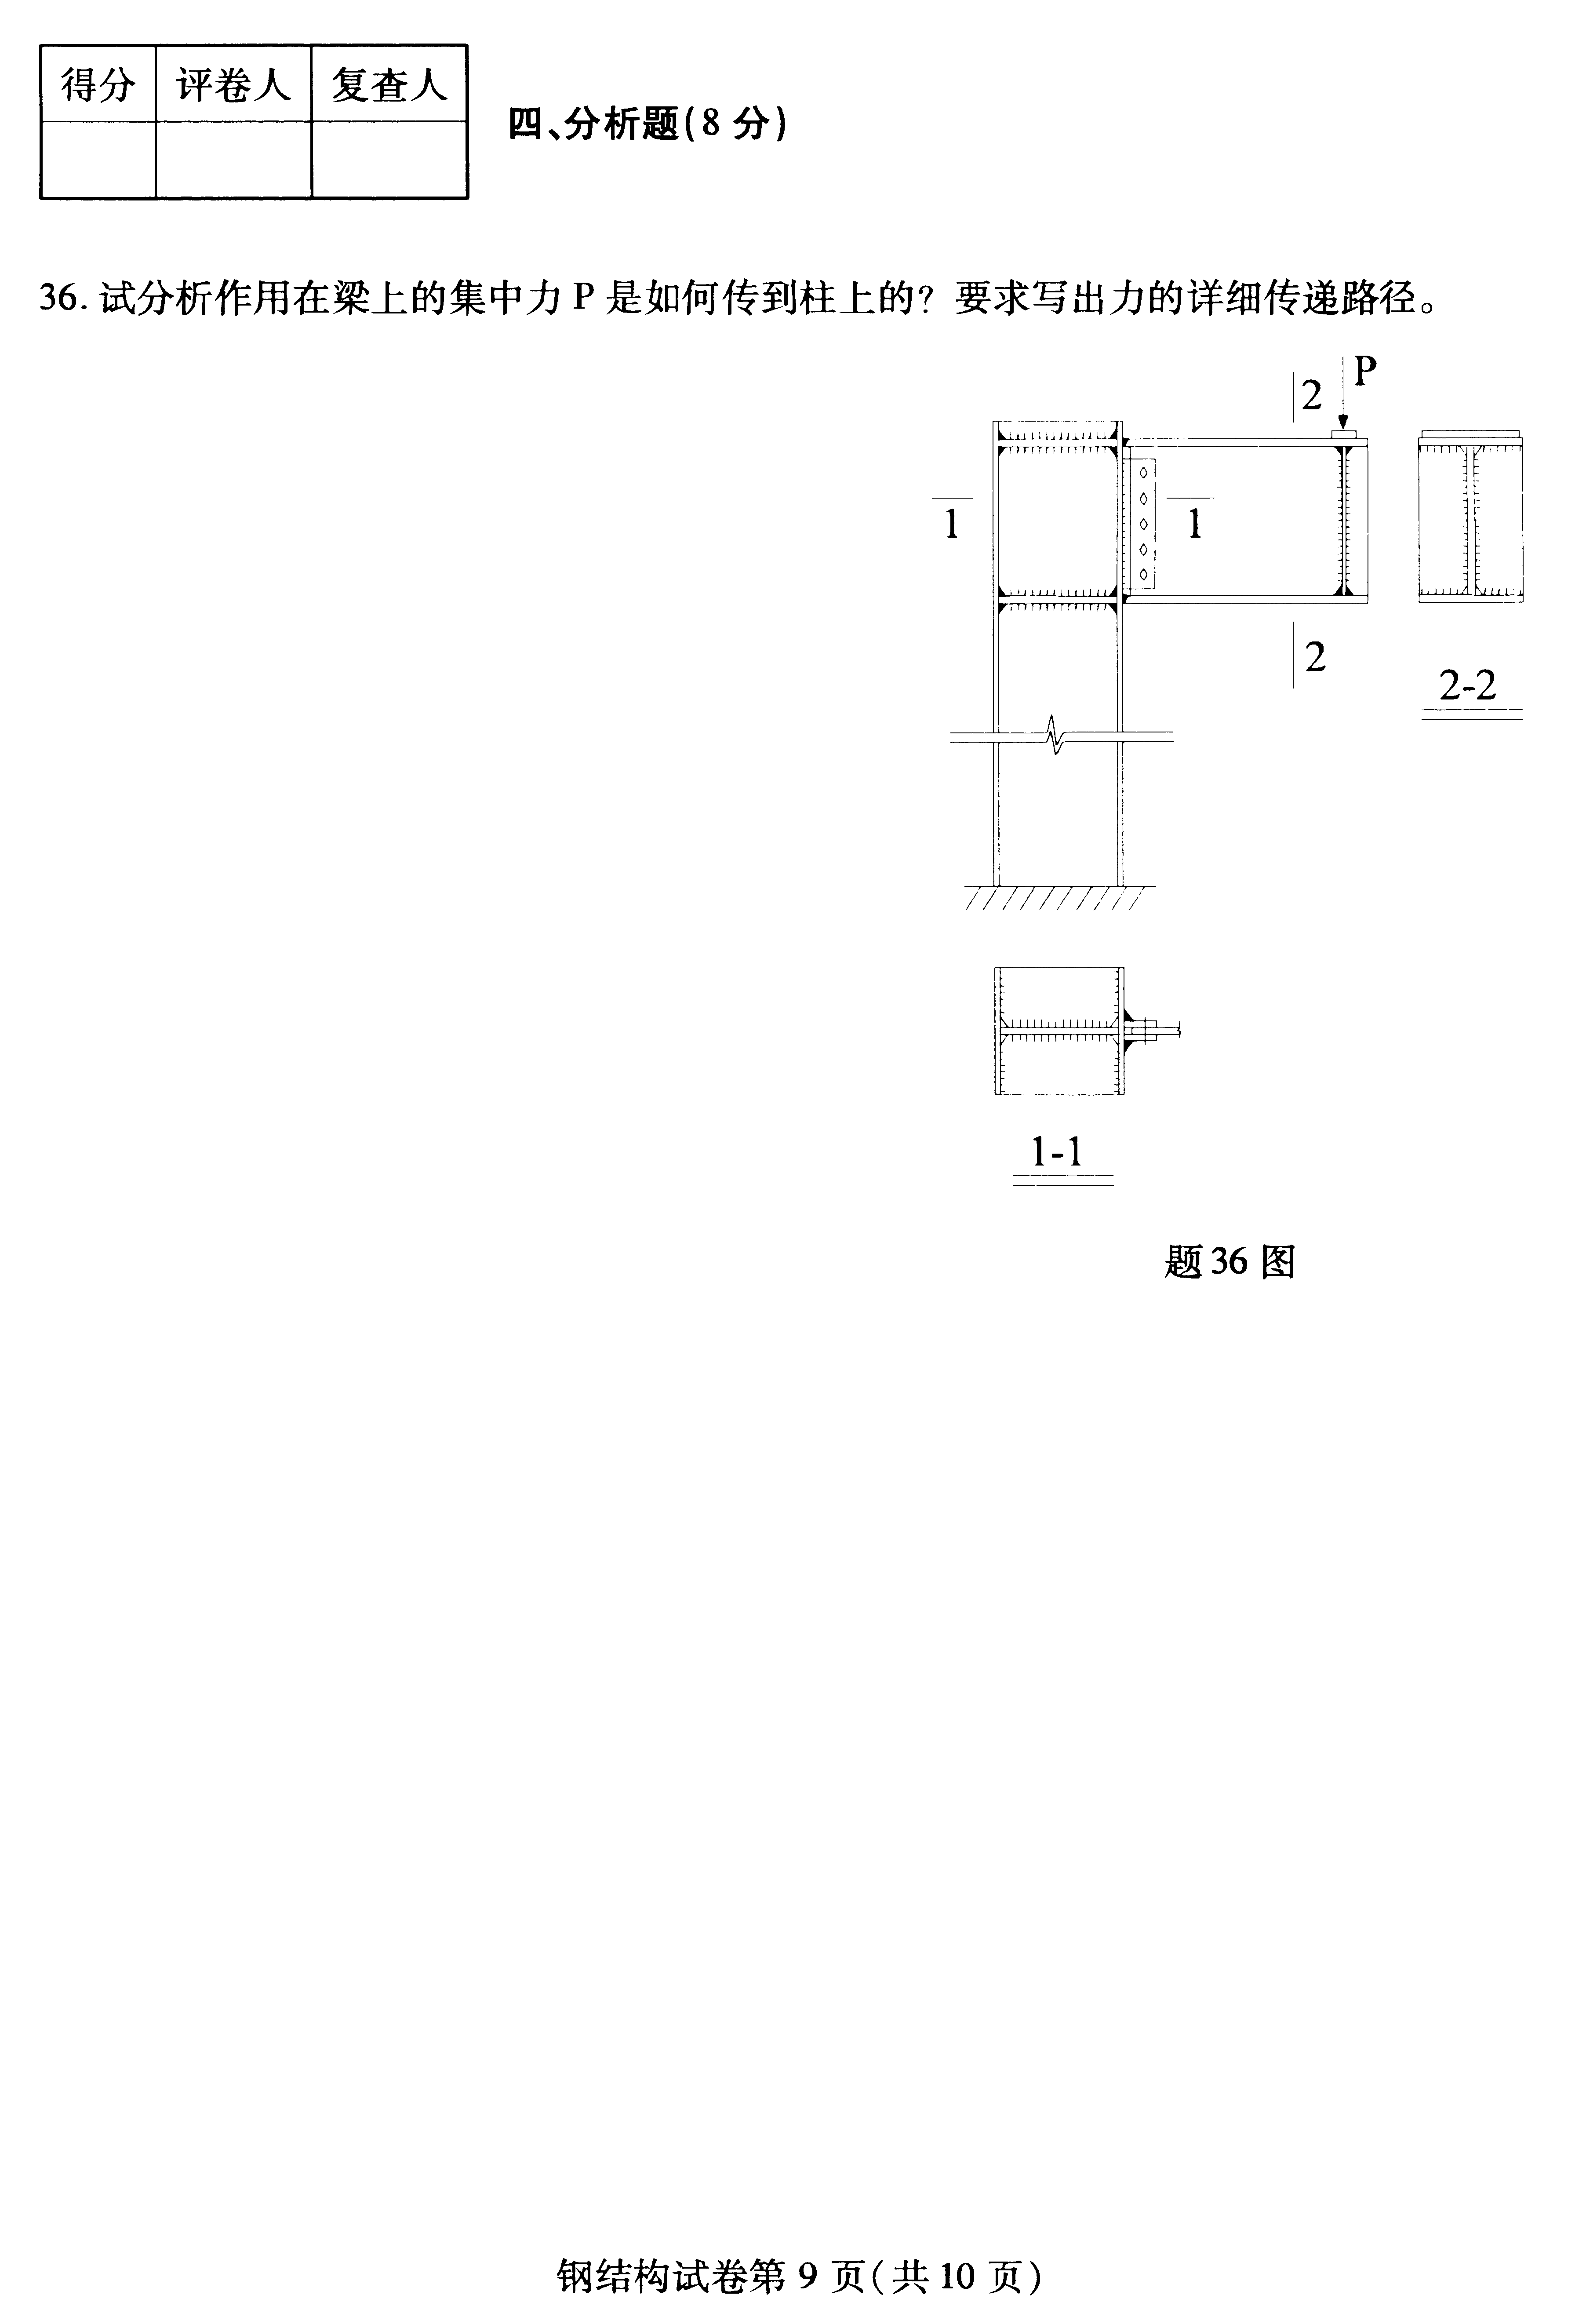 得分 评卷人 复查人
四、分析题(8 分)
36. 试分析作用在梁上的集中力 P 是如何传到柱上的? 要求写出力的详细传递路径。
2 P
1 1
2
2-2
1-1
题36 图
钢结构试卷第 9 页(共 10 页)